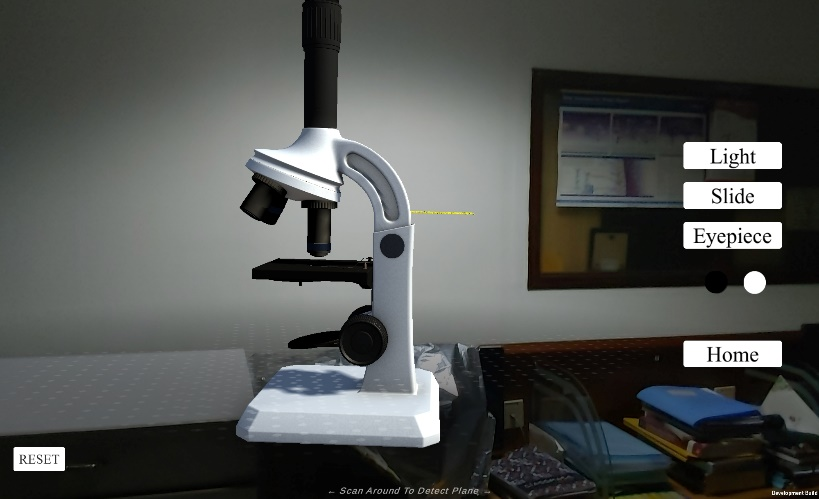 Light
Slide
Eyepiece
Home
RESET
← Scan Around To Detect Plane →
Development Build